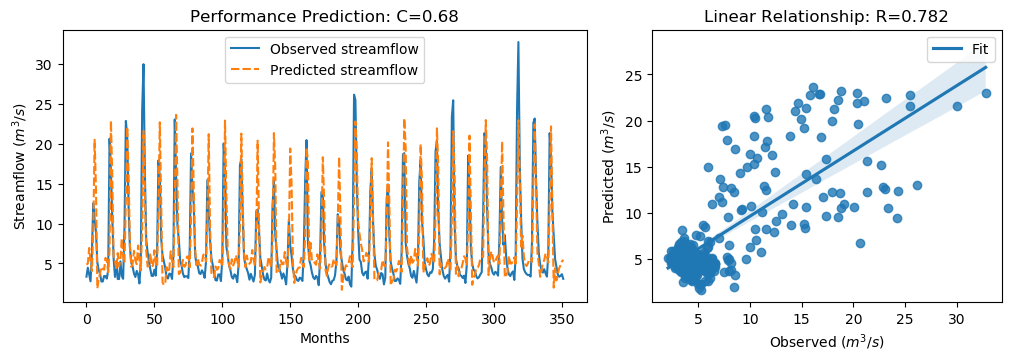 Performance Prediction: C=0.68
Observed streamflow
Predicted streamflow
Streamflow (m³/s)
30
25
20
15
10
5
0
50
100
150
200
250
300
350
Months
Linear Relationship: R=0.782
Fit
Predicted (m³/s)
25
20
15
10
5
5
10
15
20
25
30
Observed (m³/s)